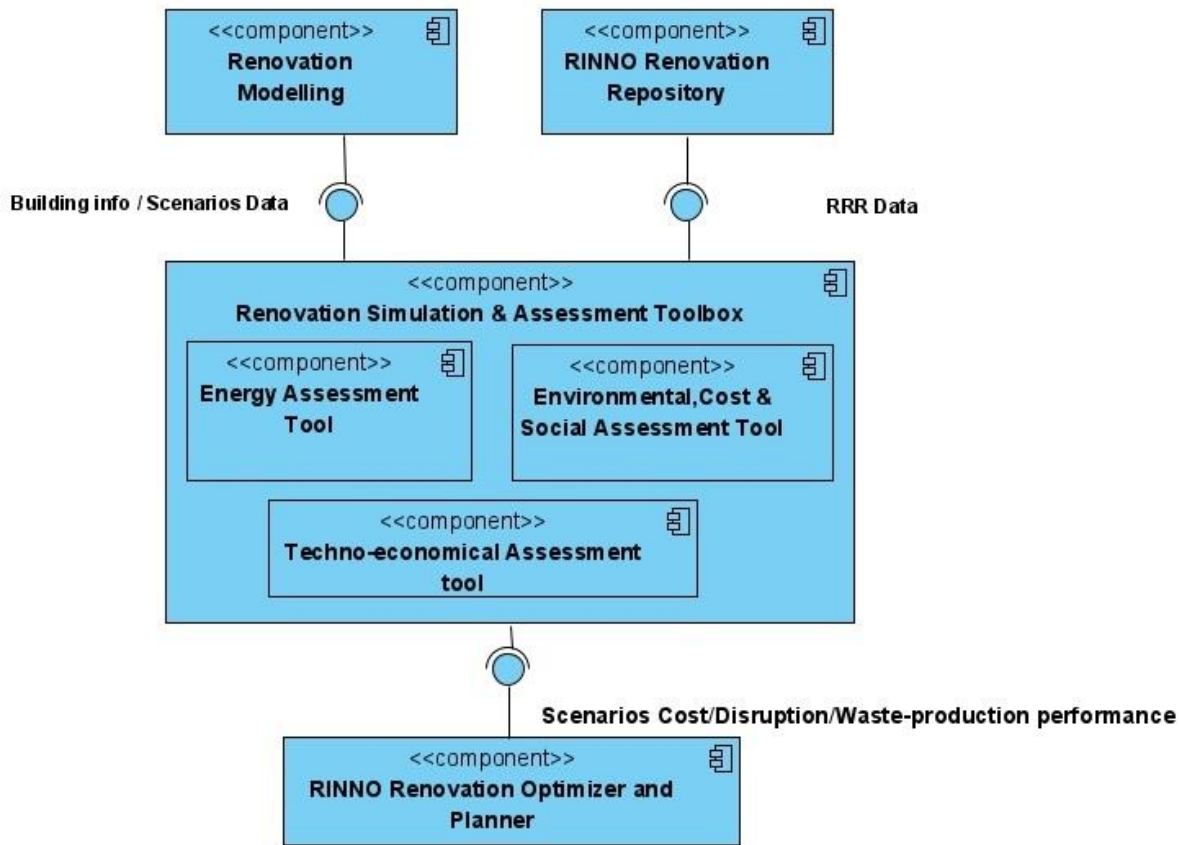 <<component>>
Renovation
Modelling
<<component>>
RINNO Renovation
Repository
Building info / Scenarios Data
RRR Data
<<component>>
Renovation Simulation & Assessment Toolbox
<<component>>
Energy Assessment
Tool
<<component>>
Environmental,Cost &
Social Assessment Tool
<<component>>
Techno-economical Assessment
tool
Scenarios Cost/Disruption/Waste-production performance
<<component>>
RINNO Renovation Optimizer and
Planner